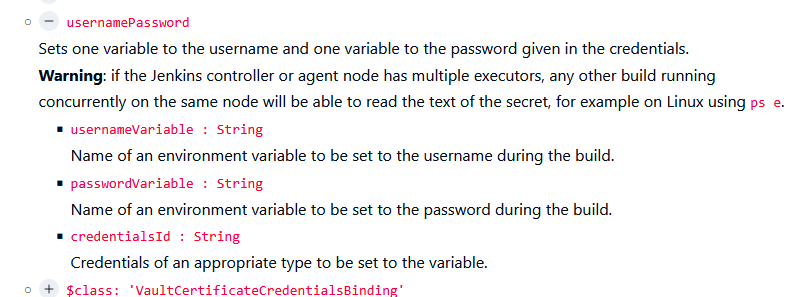 usernamePassword
Sets one variable to the username and one variable to the password given in the credentials.
Warning: if the Jenkins controller or agent node has multiple executors, any other build running
concurrently on the same node will be able to read the text of the secret, for example on Linux using ps e.
usernameVariable : String
Name of an environment variable to be set to the username during the build.
passwordVariable : String
Name of an environment variable to be set to the password during the build.
credentialsId : String
Credentials of an appropriate type to be set to the variable.
$class: 'VaultCertificateCredentialsBinding'